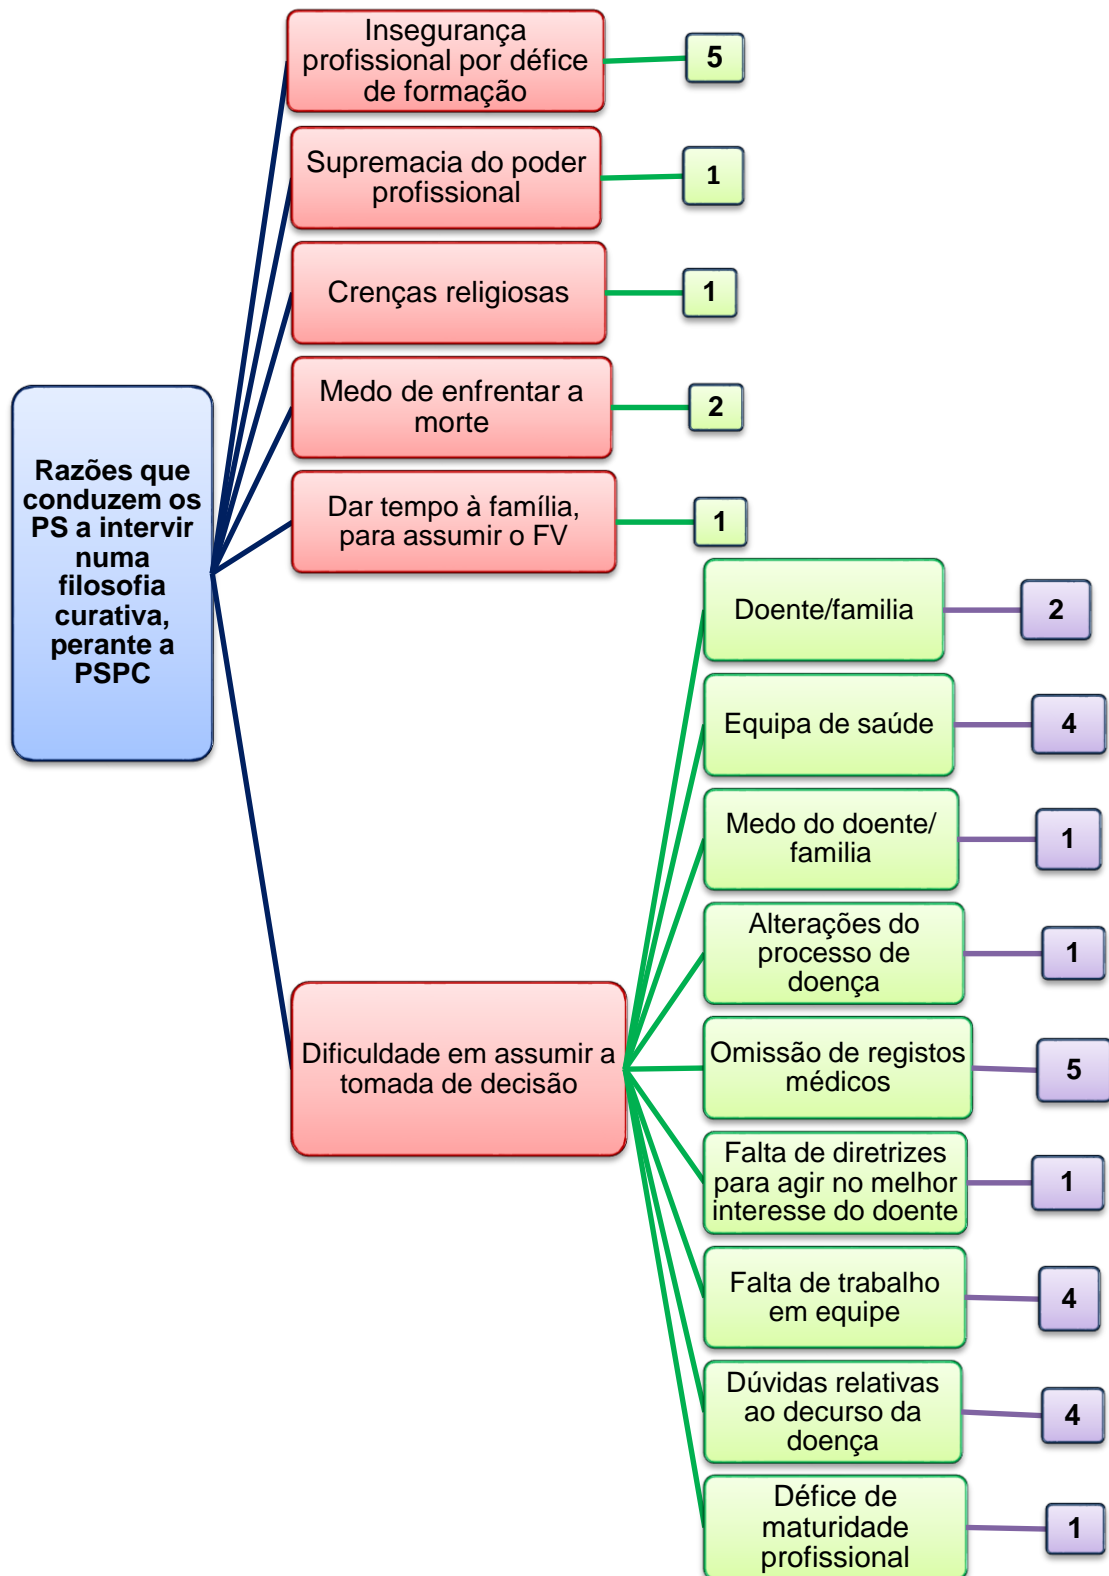 Insegurança
profissional por défice
de formação
5
Supremacia do poder
profissional
1
Crenças religiosas
1
Medo de enfrentar a
morte
2
Dar tempo à família,
para assumir o FV
1
Razões que
conduzem os
PS a intervir
numa
filosofia
curativa,
perante a
PSPC
Dificuldade em assumir a
tomada de decisão
Doente/familia
2
Equipa de saúde
4
Medo do doente/
familia
1
Alterações do
processo de
doença
1
Omissão de registos
médicos
5
Falta de diretrizes
para agir no melhor
interesse do doente
1
Falta de trabalho
em equipe
4
Dúvidas relativas
ao decurso da
doença
4
Défice de
maturidade
profissional
1